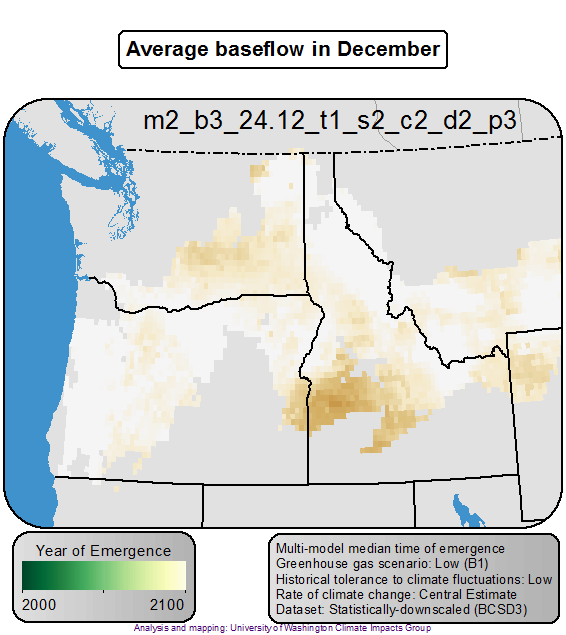 Average baseflow in December
m2_b3_24.12_t1_s2_c2_d2_p3
Year of Emergence
2000 2100
Multi-model median time of emergence
Greenhouse gas scenario: Low (B1)
Historical tolerance to climate fluctuations: Low
Rate of climate change: Central Estimate
Dataset: Statistically-downscaled (BCSD3)
Analysis and mapping: University of Washington Climate Impacts Group